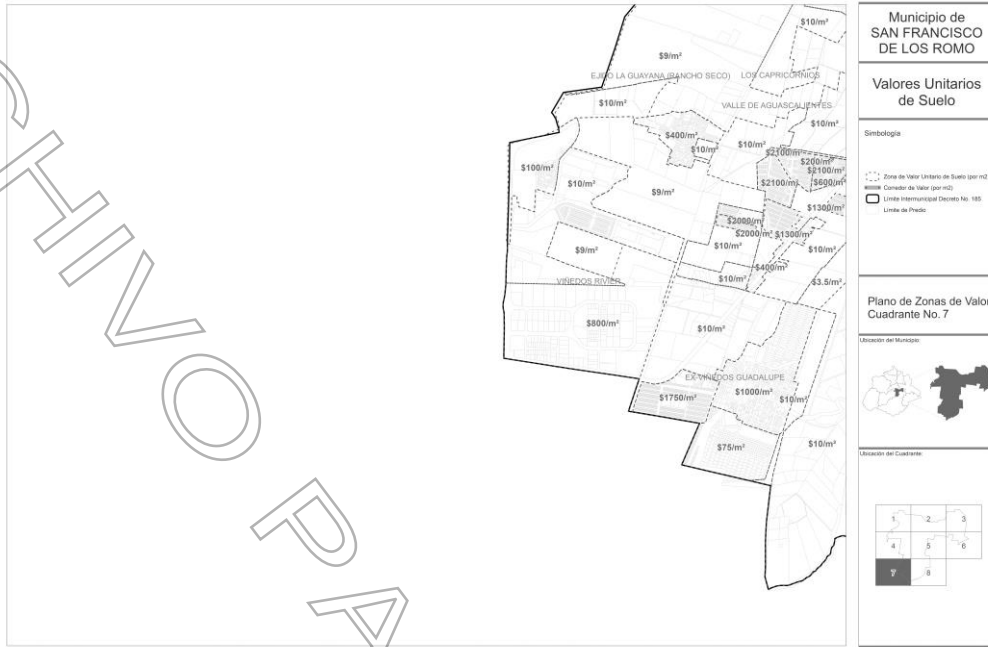 $10/m²
$9/m²
EJIDO LA GUAYANA (RANCHO SECO)
LOS CAPRICORNIOS
$10/m²
VALLE DE AGUASCALIENTES
$10/m²
$400/m²
$10/m²
$10/m²
$2100/m²
$200/m²
$2100/m²
$100/m²
$10/m²
$9/m²
$2100/m
$600/m²
$1300/m²
$2000/m
$2000/m²
$1300/m²
$9/m²
$10/m²
$10/m²
$400/m²
$10/m²
$3.5/m²
VIÑEDOS RIVIER
$800/m²
$10/m²
EX-VIÑEDOS GUADALUPE
$1750/m²
$1000/m²
$10/m²
$75/m²
$10/m²
CHIVO PA
Municipio de
SAN FRANCISCO
DE LOS ROMO
Valores Unitarios
de Suelo
Simbología
Zona de Valor Unitario de Suelo (por m2)
Corredor de Valor (por m2)
Límite Intermunicipal Decreto No. 185
Límite de Predio
Plano de Zonas de Valor
Cuadrante No. 7
Ubicación del Municipio
Ubicación del Cuadrante
1 2 3
4 5 6
7 8